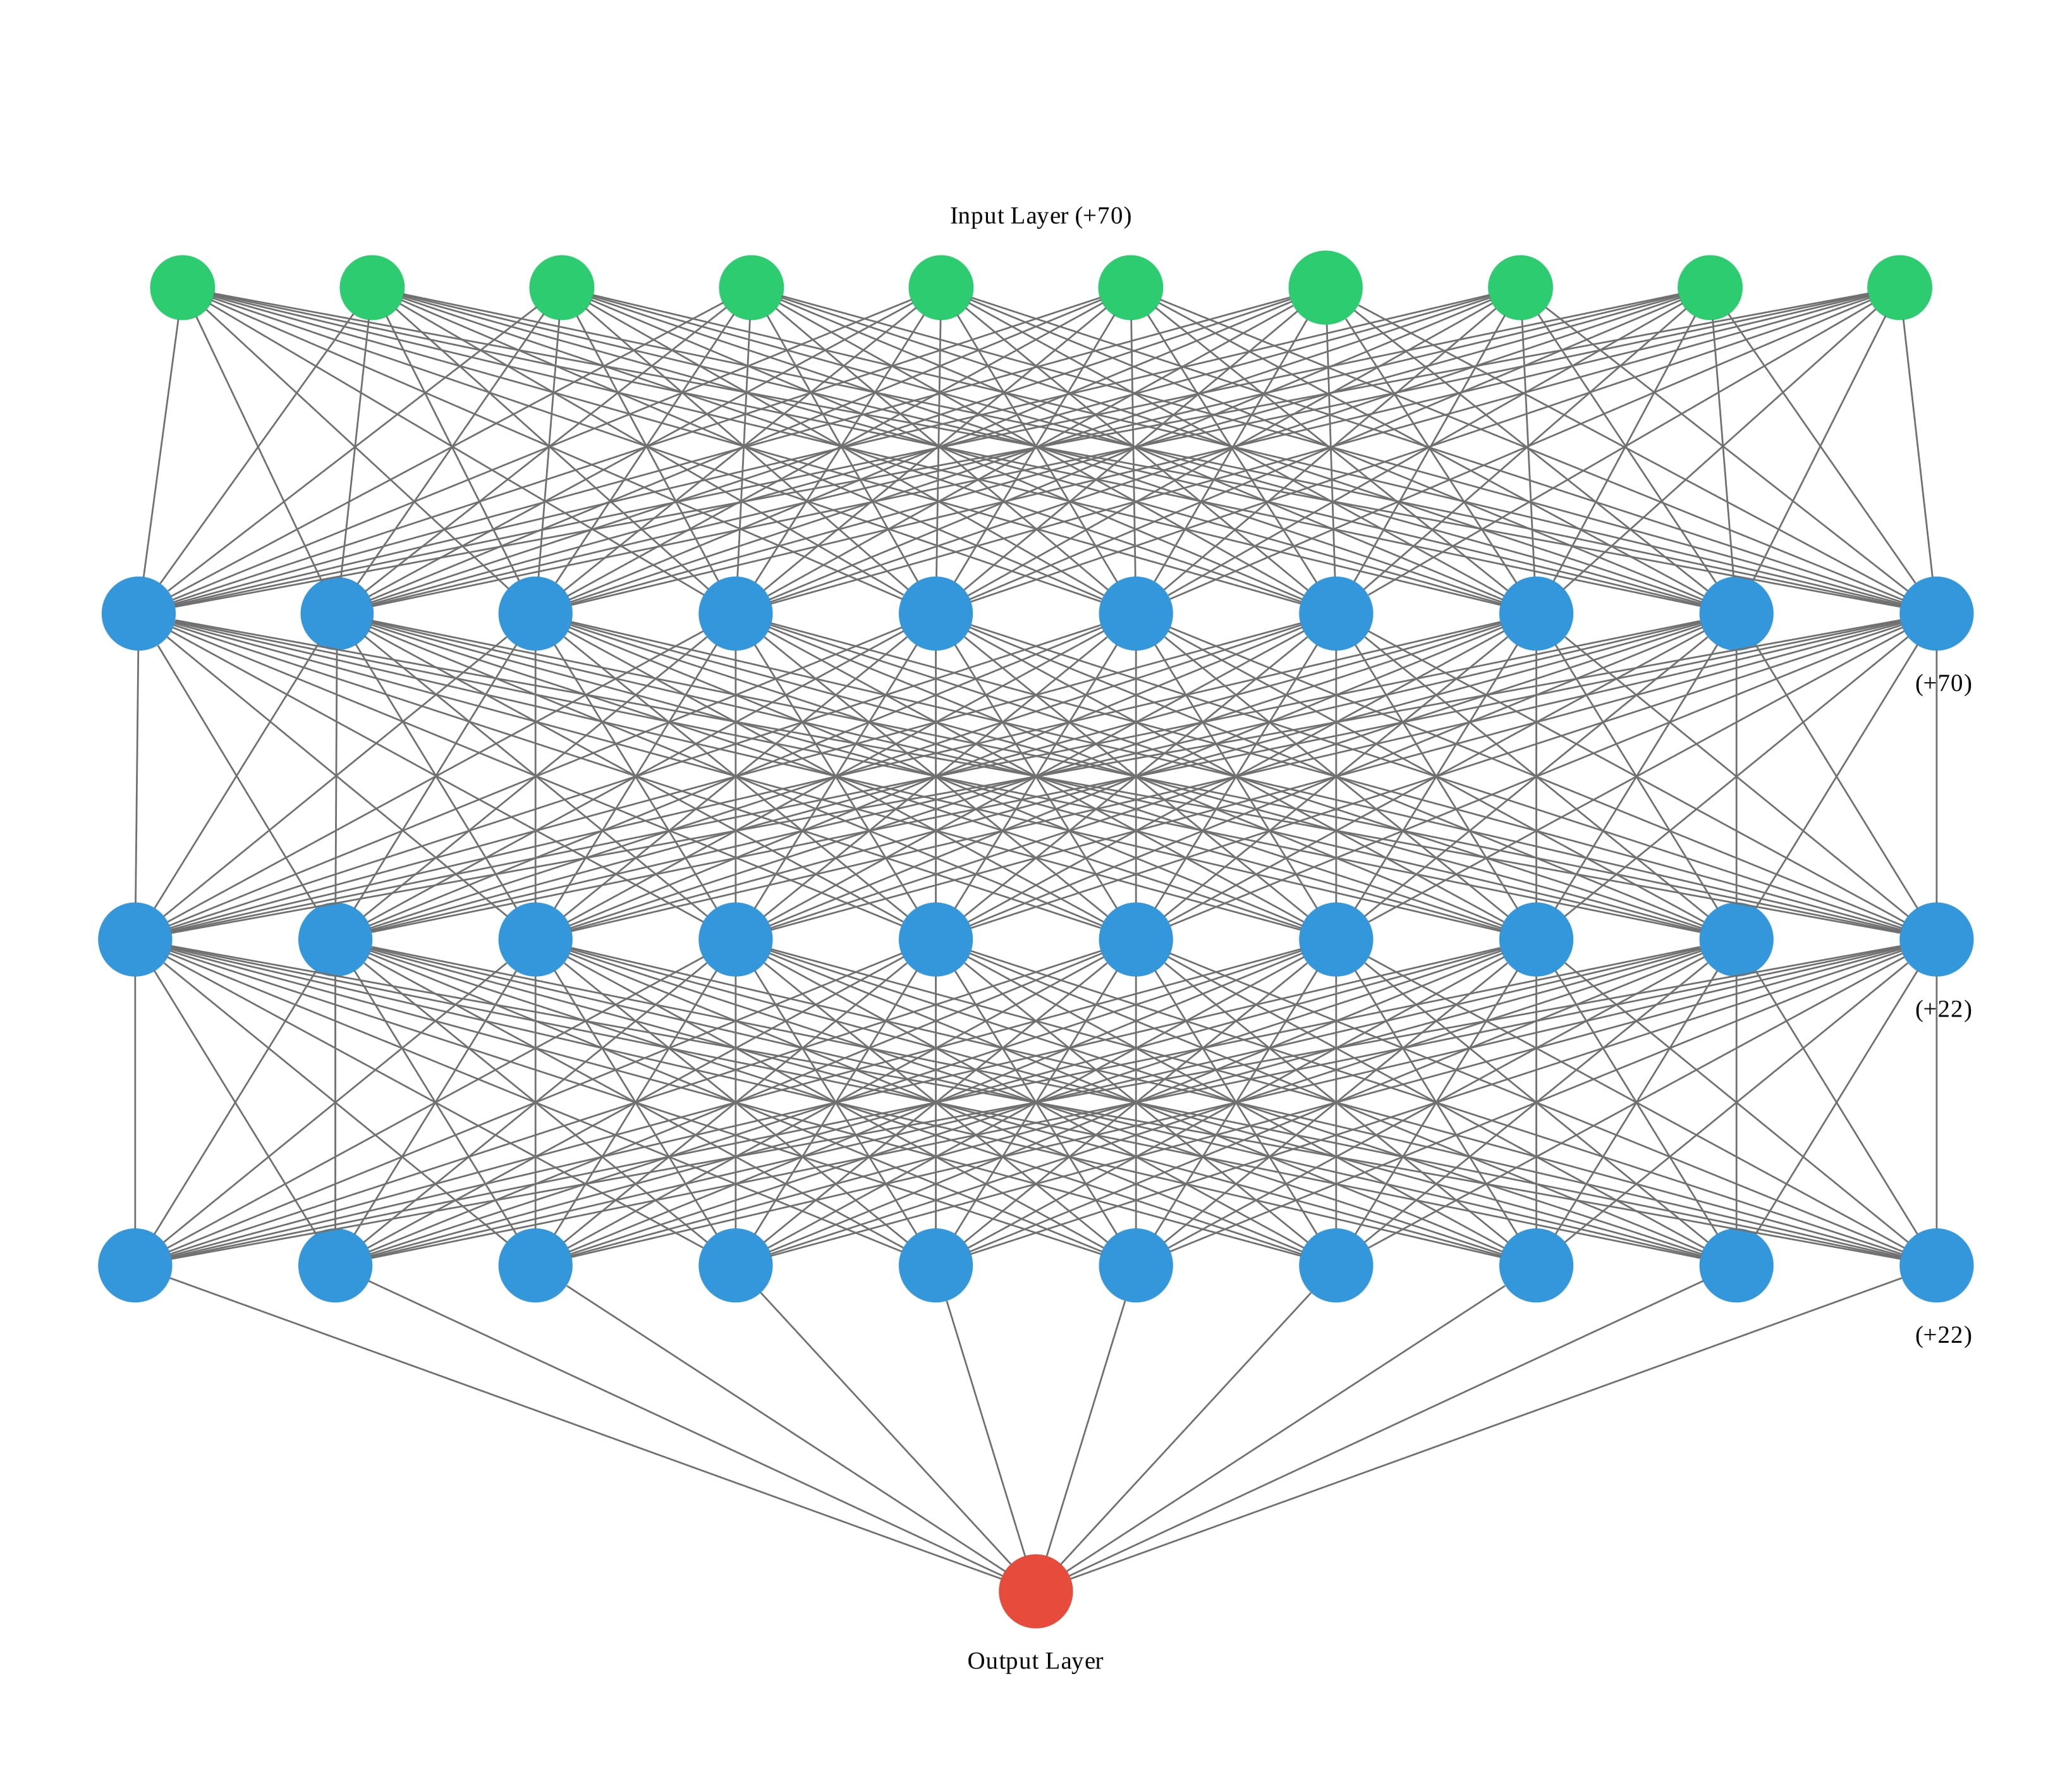 Input Layer (+70)
(+70)
(+22)
(+22)
Output Layer